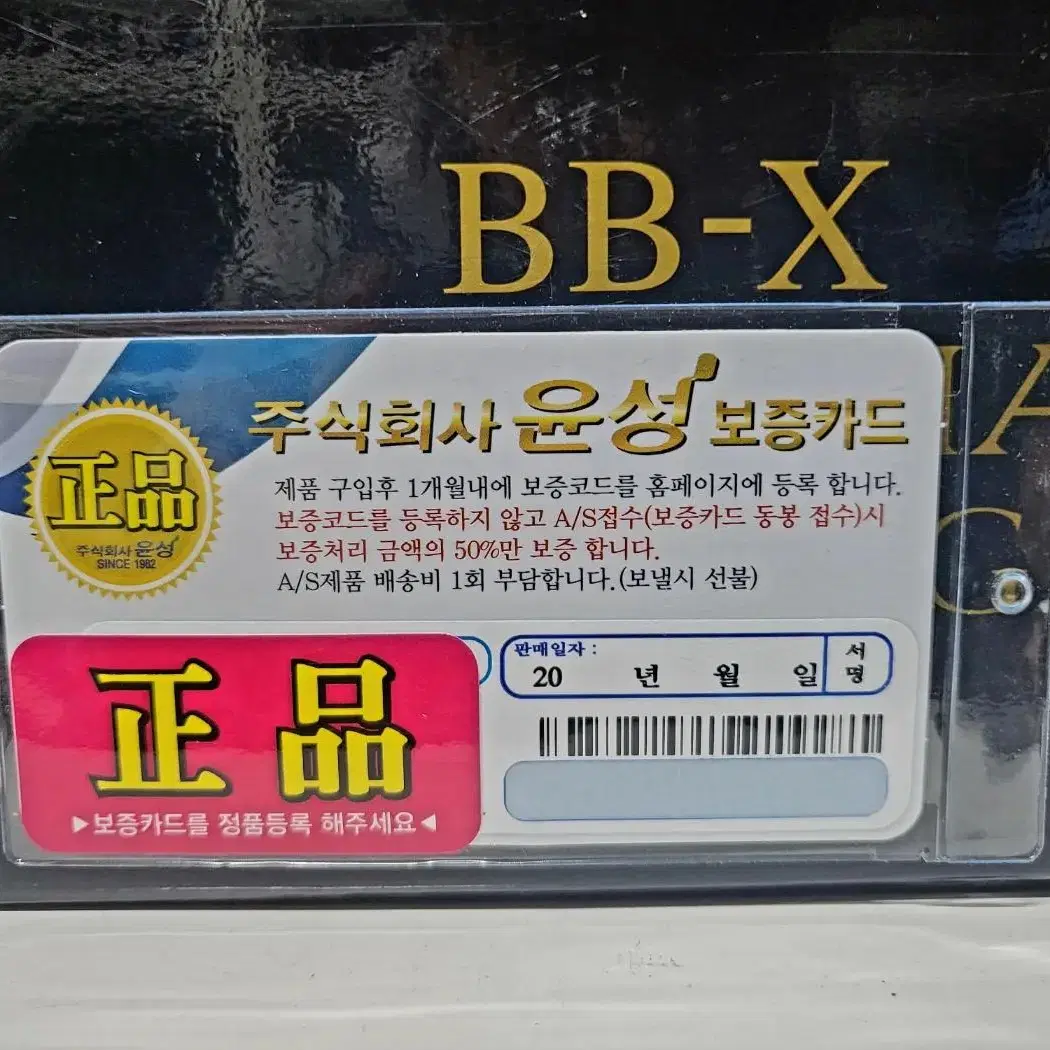 BB-X
주식회사 윤성 보증카드
正品
주식회사 윤성
SINCE 1982
제품 구입후 1개월내에 보증코드를 홈페이지에 등록 합니다.
보증코드를 등록하지 않고 A/S접수(보증카드 동봉 접수)시
보증처리 금액의 50%만 보증 합니다.
A/S제품 배송비 1회 부담합니다.(보낼시 선불)
판매일자 :
20 년 월 일
서명
正品
▶보증카드를 정품등록 해주세요◀